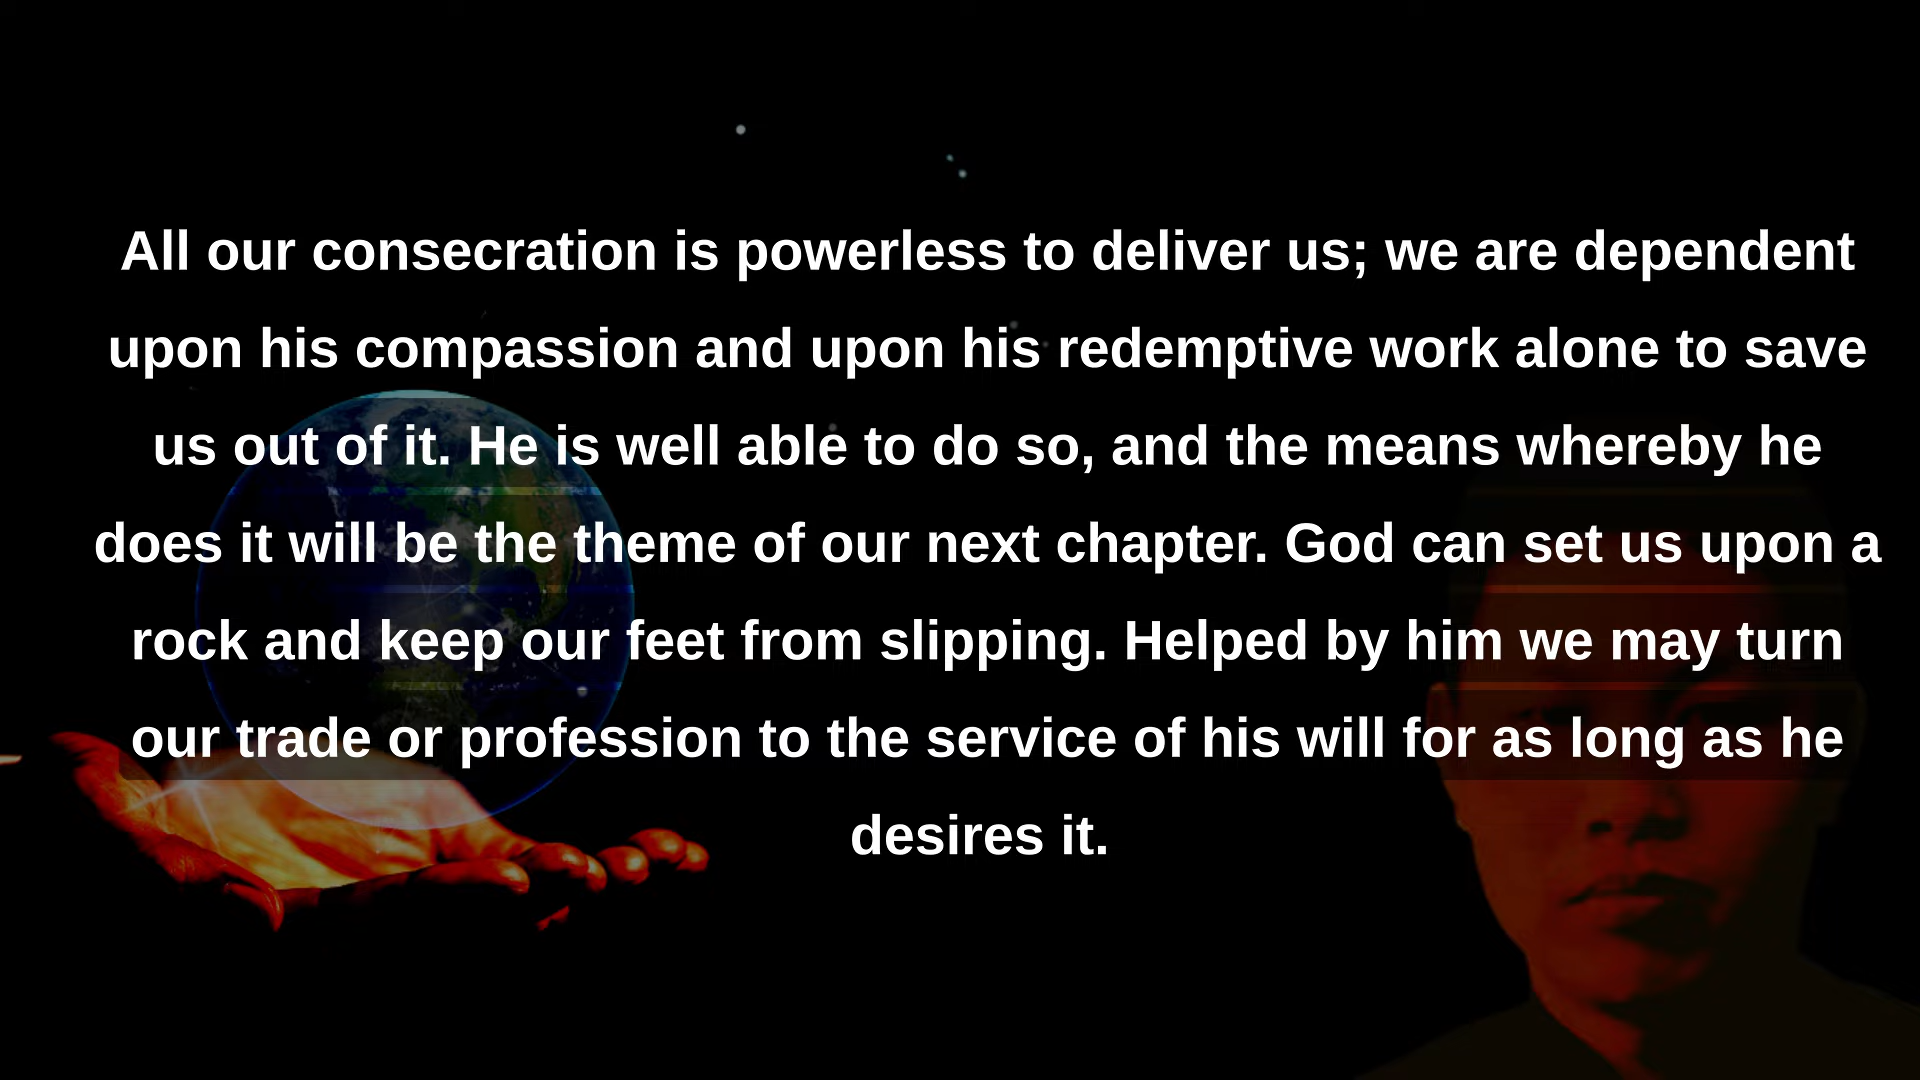 All our consecration is powerless to deliver us; we are dependent
upon his compassion and upon his redemptive work alone to save
us out of it. He is well able to do so, and the means whereby he
does it will be the theme of our next chapter. God can set us upon a
rock and keep our feet from slipping. Helped by him we may turn
our trade or profession to the service of his will for as long as he
desires it.